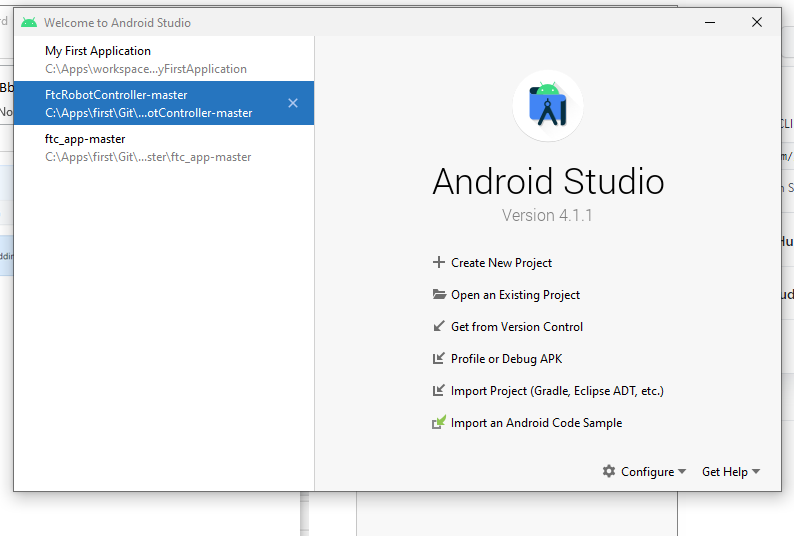 Welcome to Android Studio
My First Application
C:\Apps\workspace...yFirstApplication
FtcRobotController-master
C:\Apps\first\Git\...otController-master
ftc_app-master
C:\Apps\first\Git\...ster\ftc_app-master
Android Studio
Version 4.1.1
Create New Project
Open an Existing Project
Get from Version Control
Profile or Debug APK
Import Project (Gradle, Eclipse ADT, etc.)
Import an Android Code Sample
Configure
Get Help